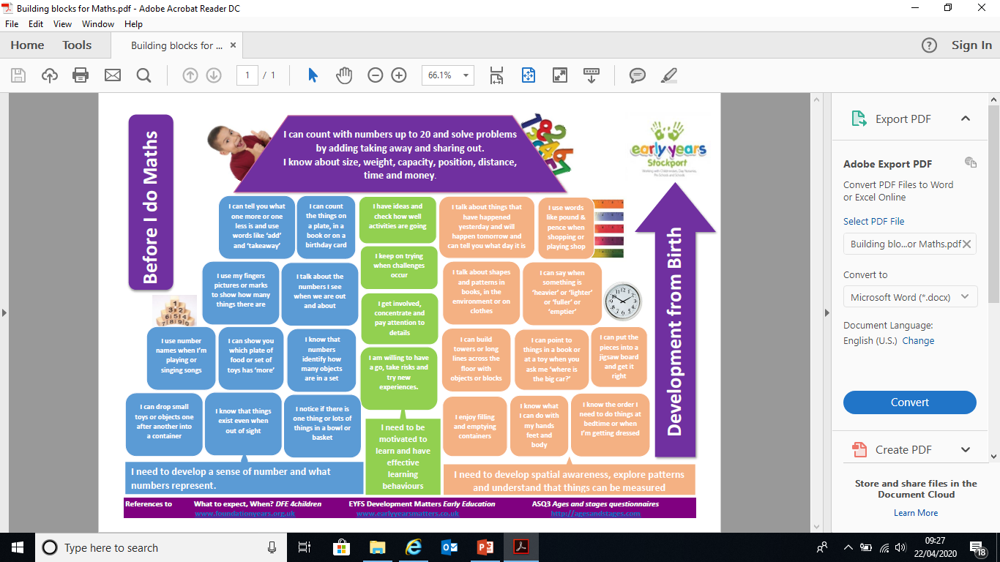 Building blocks for Maths.pdf - Adobe Acrobat Reader DC
File Edit View Window Help
Home Tools Building blocks for ... × Sign In
1 / 1 66.1%
Before I do Maths
I can count with numbers up to 20 and solve problems
by adding taking away and sharing out.
I know about size, weight, capacity, position, distance,
time and money.
early years
Stockport
I can tell you what
one more or one
less is and use
words like 'add'
and 'takeaway'
I can count
the things on
a plate, in a
book or on a
birthday card
I have ideas and
check how well
activities are going
I talk about things that
have happened
yesterday and will
happen tomorrow and
can tell you what day it is
I use words
like pound &
pence when
shopping or
playing shop
I keep on trying
when challenges
occur
I use my fingers
pictures or marks
to show how many
things there are
I talk about the
numbers I see
when we are out
and about
I get involved,
concentrate and
pay attention to
details
I talk about shapes
and patterns in
books, in the
environment or on
clothes
I can say when
something is
'heavier' or 'lighter'
or 'fuller' or
'emptier'
I use number
names when I'm
playing or
singing songs
I can show you
which plate of
food or set of
toys has 'more'
I know that
numbers
identify how
many objects
are in a set
I am willing to have
a go, take risks and
try new
experiences.
I can build
towers or long
lines across the
floor with
objects or blocks
I can point to
things in a book or
at a toy when you
ask me 'where is
the big car?'
I can put the
pieces into a
jigsaw board
and get it
right
I can drop small
toys or objects one
after another into
a container
I know that things
exist even when
out of sight
I notice if there is
one thing or lots of
things in a bowl or
basket
I need to be
motivated to
learn and have
effective
learning
behaviours
I enjoy filling
and emptying
containers
I know what
I can do with
my hands
feet and
body
I know the order I
need to do things at
bedtime or when
I'm getting dressed
Development from Birth
I need to develop a sense of number and what
numbers represent.
I need to develop spatial awareness, explore patterns
and understand that things can be measured
References to What to expect, When? DFE 4children EYFS Development Matters Early Education ASQ3 Ages and stages questionnaires
www.foundationyears.org.uk www.earlyyearsmatters.co.uk http://agesandstages.com
Export PDF
Adobe Export PDF
Convert PDF Files to Word
or Excel Online
Select PDF File
Building blo...or Maths.pdf
Convert to
Microsoft Word (*.docx)
Document Language:
English (U.S.) Change
Convert
Create PDF
Store and share files in the
Document Cloud
Learn More
Type here to search
09:27
22/04/2020
18